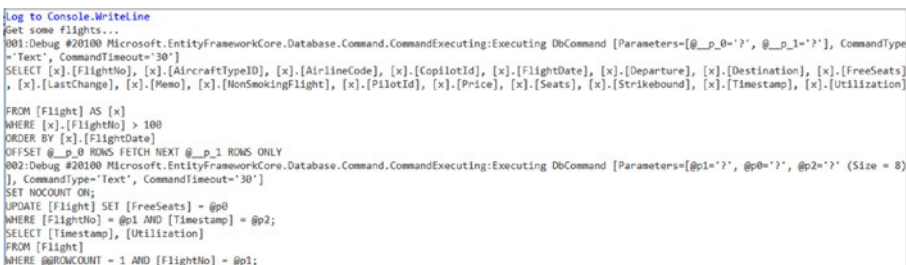 Log to Console.WriteLine
Get some flights...
001:Debug #20100 Microsoft.EntityFrameworkCore.Database.Command.CommandExecuting:Executing DbCommand [Parameters=[@__p_0='?', @__p_1='?'], CommandType
='Text', CommandTimeout='30']
SELECT [x].[FlightNo], [x].[AircraftTypeID], [x].[AirlineCode], [x].[CopilotId], [x].[FlightDate], [x].[Departure], [x].[Destination], [x].[FreeSeats]
, [x].[LastChange], [x].[Memo], [x].[NonSmokingFlight], [x].[PilotId], [x].[Price], [x].[Seats], [x].[Strikebound], [x].[Timestamp], [x].[Utilization]
FROM [Flight] AS [x]
WHERE [x].[FlightNo] > 100
ORDER BY [x].[FlightDate]
OFFSET @__p_0 ROWS FETCH NEXT @__p_1 ROWS ONLY
002:Debug #20100 Microsoft.EntityFrameworkCore.Database.Command.CommandExecuting:Executing DbCommand [Parameters=[@p1='?', @p0='?', @p2='?' (Size = 8)
], CommandType='Text', CommandTimeout='30']
SET NOCOUNT ON;
UPDATE [Flight] SET [FreeSeats] = @p0
WHERE [FlightNo] = @p1 AND [Timestamp] = @p2;
SELECT [Timestamp], [Utilization]
FROM [Flight]
WHERE @@ROWCOUNT = 1 AND [FlightNo] = @p1;